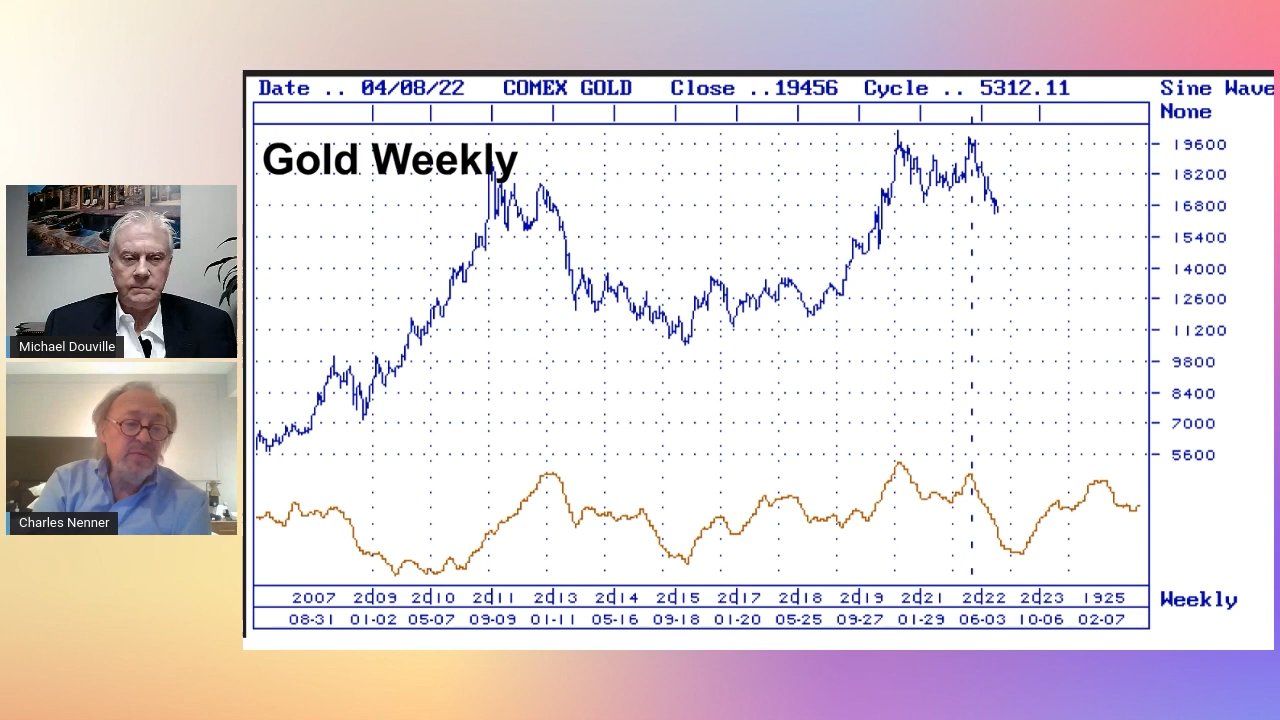 Date .. 04/08/22 COMEX GOLD Close ..19456 Cycle .. 5312.11 Sine Wave
None
Gold Weekly
19600
18200
16800
15400
14000
12600
11200
9800
8400
7000
5600
Michael Douville
Charles Nenner
2007 2009 2010 2011 2013 2014 2015 2017 2018 2019 2021 2022 2023 1925
Weekly
08-31 01-02 05-07 09-09 01-11 05-16 09-18 01-20 05-25 09-27 01-29 06-03 10-06 02-07